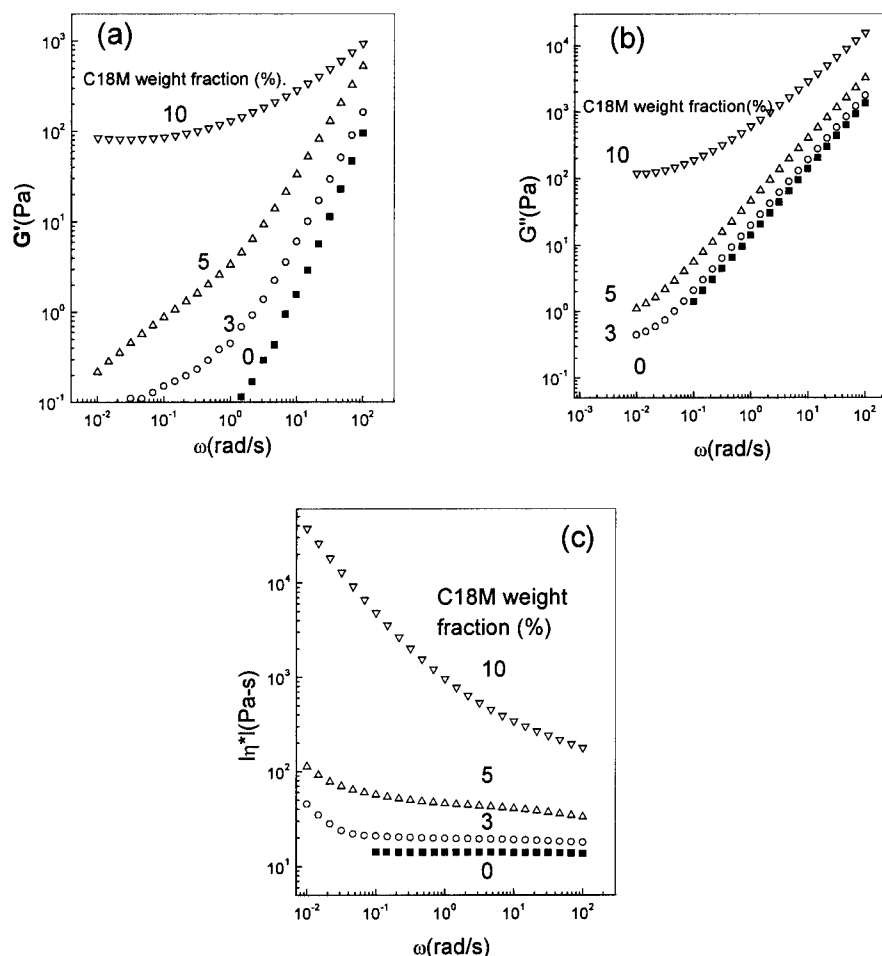 (a)
C18M weight fraction (%).
10
5
3
0
G'(Pa)
10³
10²
10¹
10⁰
10⁻¹
10⁻² 10⁻¹ 10⁰ 10¹ 10²
ω(rad/s)
(b)
C18M weight fraction(%)
10
5
3
0
G''(Pa)
10⁴
10³
10²
10¹
10⁰
10⁻¹
10⁻³ 10⁻² 10⁻¹ 10⁰ 10¹ 10²
ω(rad/s)
(c)
C18M weight
fraction (%)
10
5
3
0
|η*|(Pa-s)
10⁴
10³
10²
10¹
10⁻² 10⁻¹ 10⁰ 10¹ 10²
ω(rad/s)